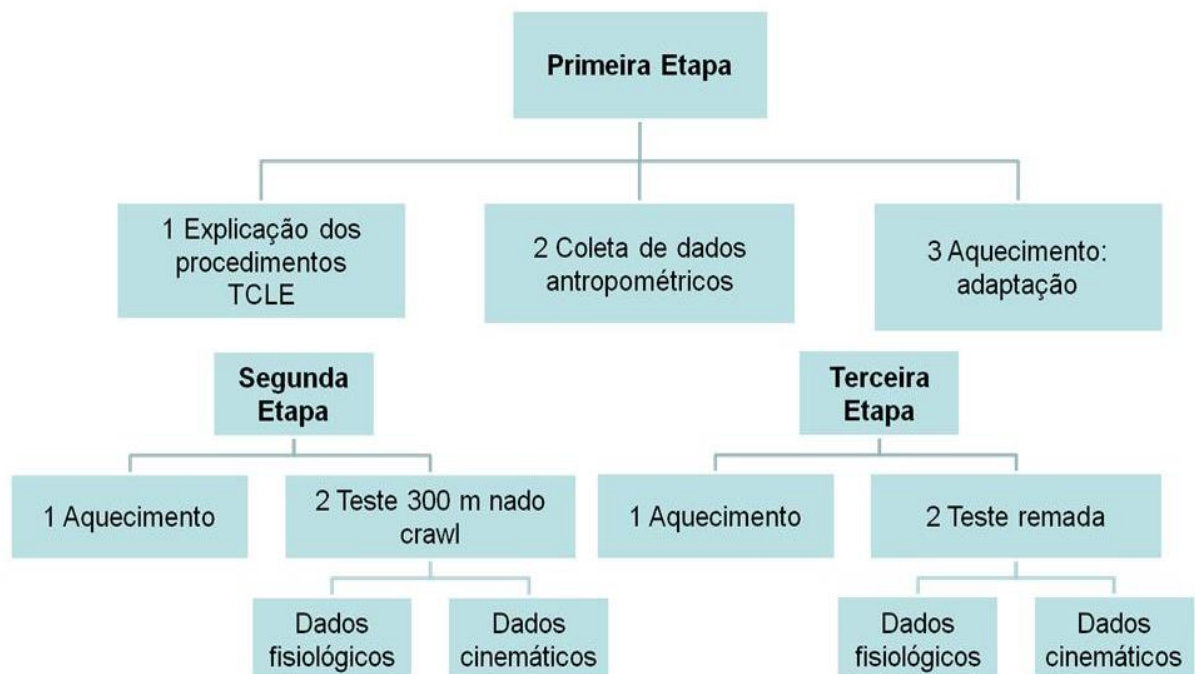 Primeira Etapa
1 Explicação dos
procedimentos
TCLE
2 Coleta de dados
antropométricos
3 Aquecimento:
adaptação
Segunda
Etapa
1 Aquecimento
2 Teste 300 m nado
crawl
Dados
fisiológicos
Dados
cinemáticos
Terceira
Etapa
1 Aquecimento
2 Teste remada
Dados
fisiológicos
Dados
cinemáticos